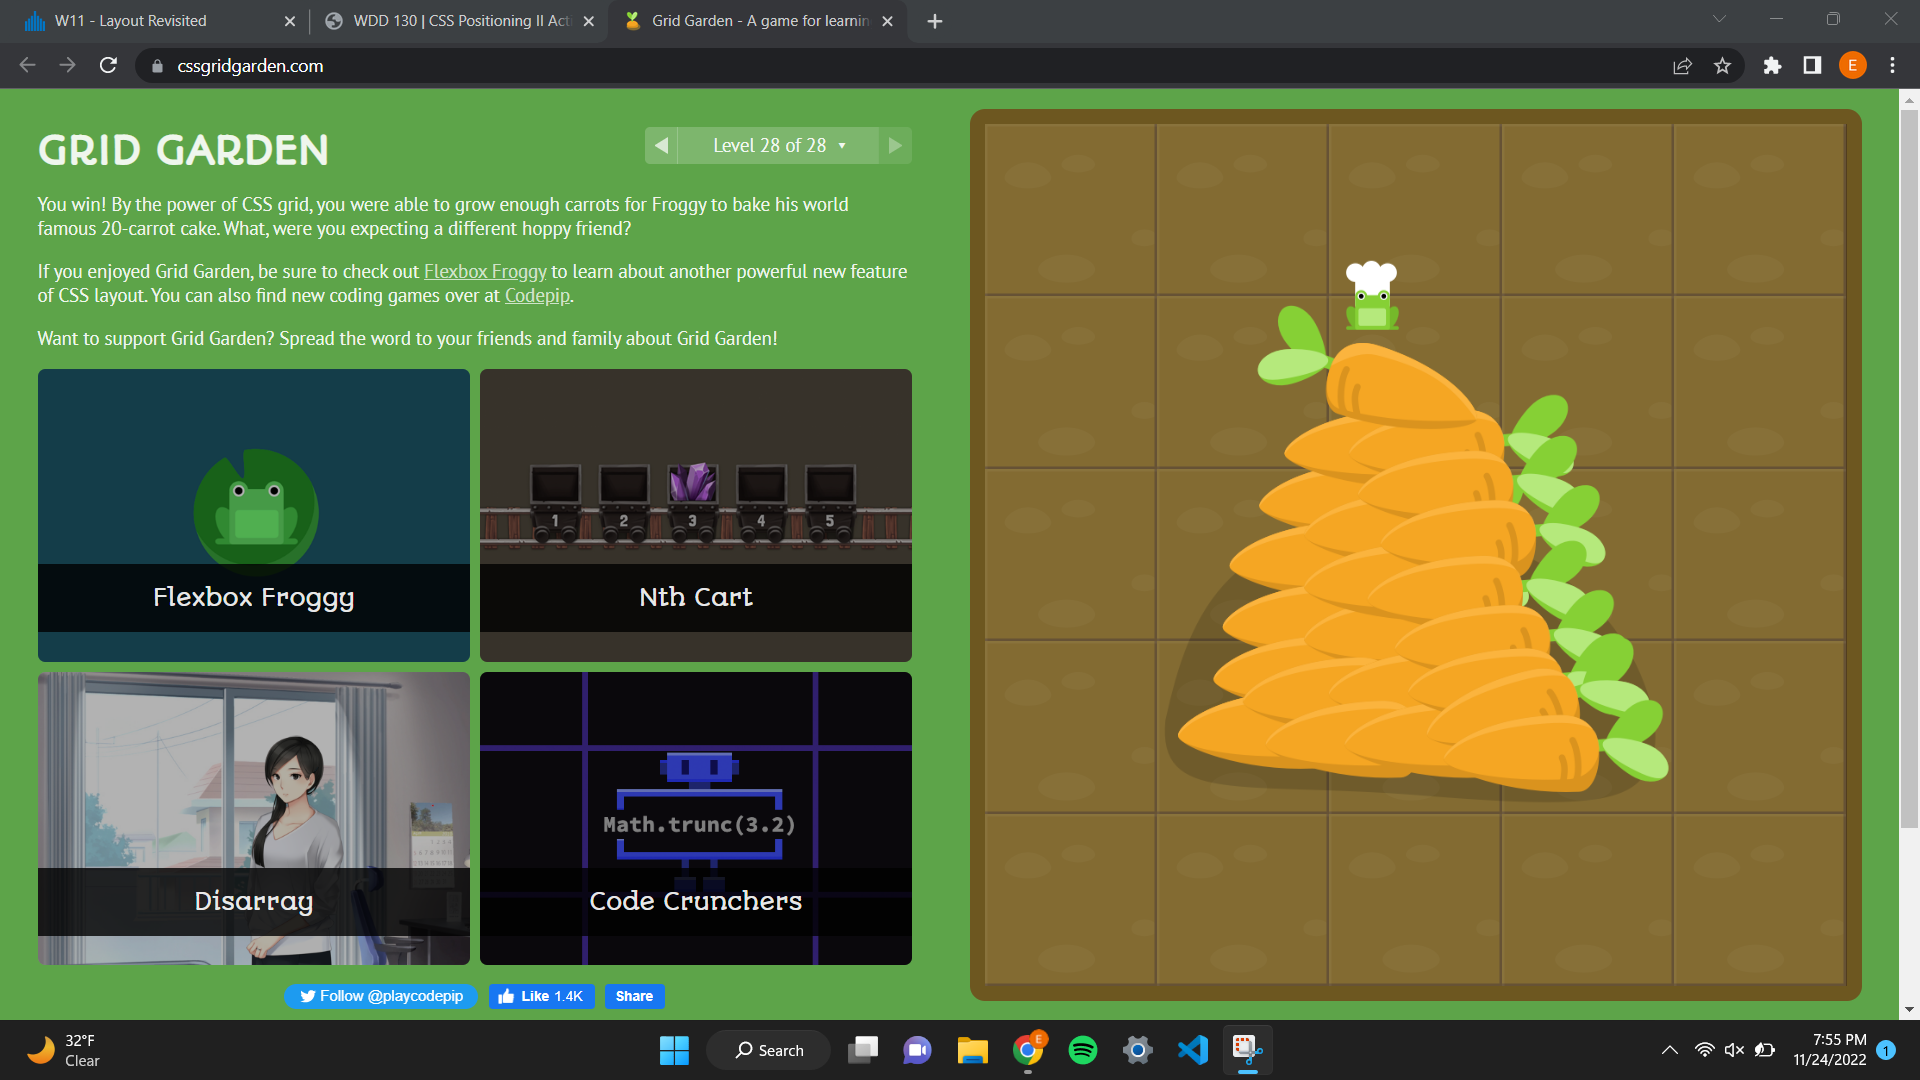 W11 - Layout Revisited
WDD 130 | CSS Positioning II Acti
Grid Garden - A game for learnin
cssgridgarden.com
E
GRID GARDEN
Level 28 of 28
You win! By the power of CSS grid, you were able to grow enough carrots for Froggy to bake his world
famous 20-carrot cake. What, were you expecting a different hoppy friend?
If you enjoyed Grid Garden, be sure to check out Flexbox Froggy to learn about another powerful new feature
of CSS layout. You can also find new coding games over at Codepip.
Want to support Grid Garden? Spread the word to your friends and family about Grid Garden!
Flexbox Froggy
1 2 3 4 5
Nth Cart
Disarray
Math.trunc(3.2)
Code Crunchers
Follow @playcodepip
Like 1.4K
Share
32°F
Clear
Search
E
7:55 PM
11/24/2022
1